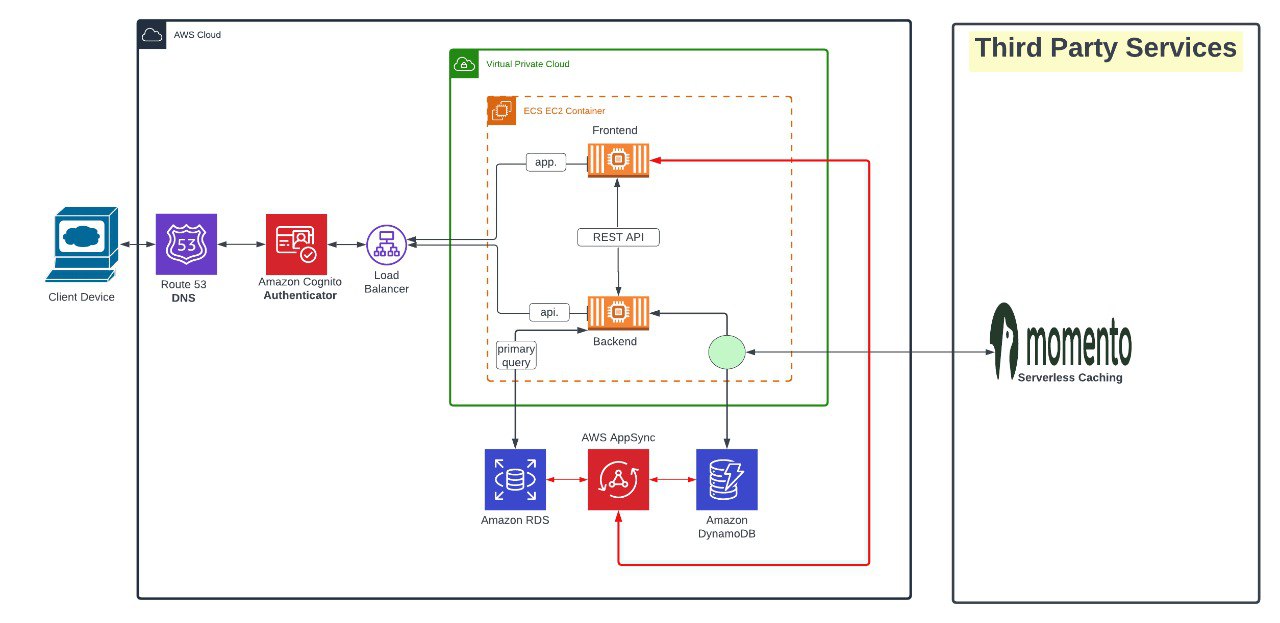 AWS Cloud
Third Party Services
Virtual Private Cloud
ECS EC2 Container
Frontend
app.
REST API
53
Route 53
DNS
Amazon Cognito
Authenticator
Load
Balancer
Client Device
api.
Backend
primary
query
momento
Serverless Caching
AWS AppSync
Amazon RDS
Amazon
DynamoDB